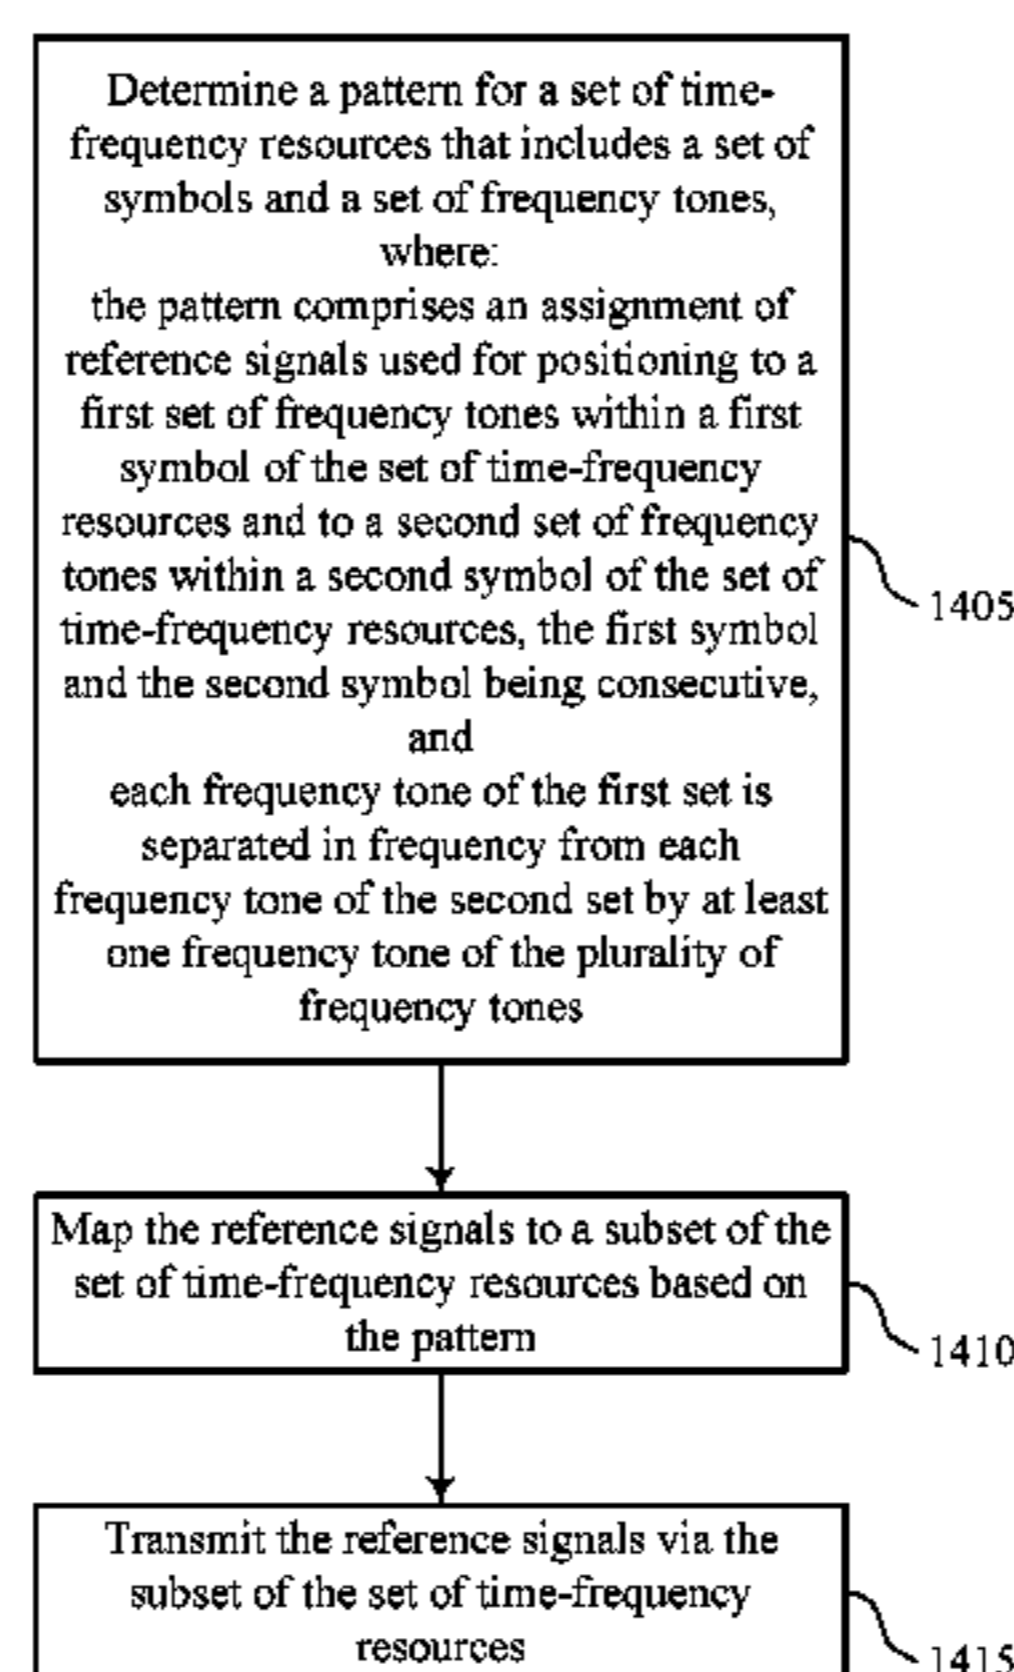 Determine a pattern for a set of time-
frequency resources that includes a set of
symbols and a set of frequency tones,
where:
the pattern comprises an assignment of
reference signals used for positioning to a
first set of frequency tones within a first
symbol of the set of time-frequency
resources and to a second set of frequency
tones within a second symbol of the set of
time-frequency resources, the first symbol
and the second symbol being consecutive,
and
each frequency tone of the first set is
separated in frequency from each
frequency tone of the second set by at least
one frequency tone of the plurality of
frequency tones
1405
Map the reference signals to a subset of the
set of time-frequency resources based on
the pattern
1410
Transmit the reference signals via the
subset of the set of time-frequency
resources
1415